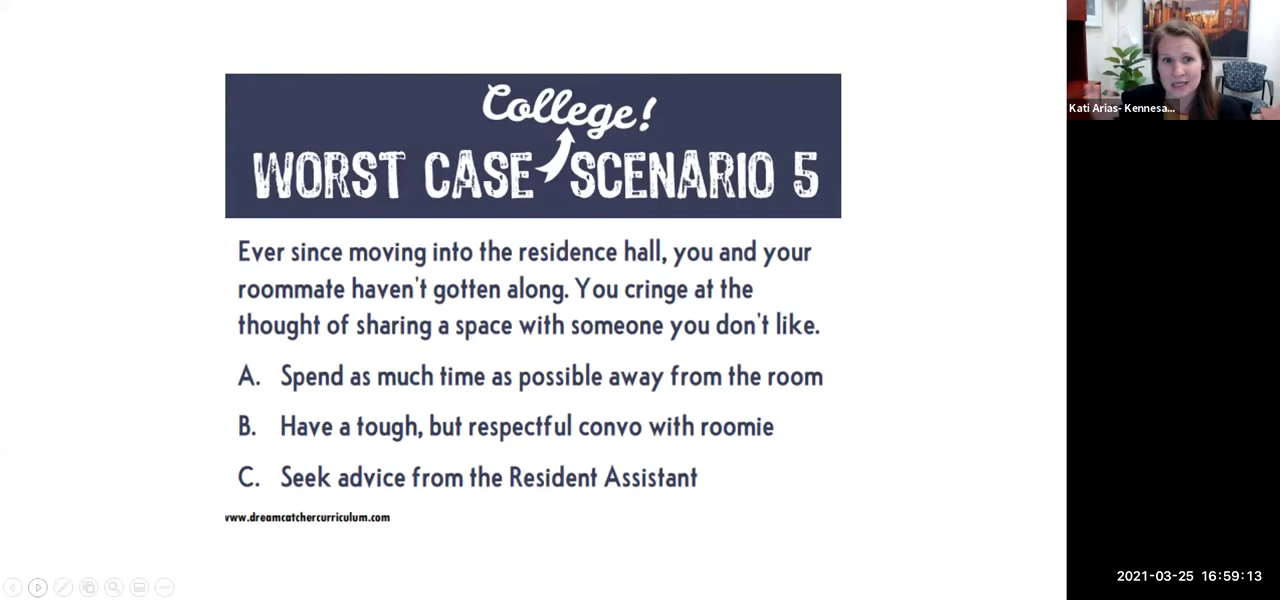 College!
WORST CASE SCENARIO 5
Ever since moving into the residence hall, you and your
roommate haven't gotten along. You cringe at the
thought of sharing a space with someone you don't like.
A. Spend as much time as possible away from the room
B. Have a tough, but respectful convo with roomie
C. Seek advice from the Resident Assistant
www.dreamcatchercurriculum.com
Kati Arias- Kennesa...
2021-03-25 16:59:13